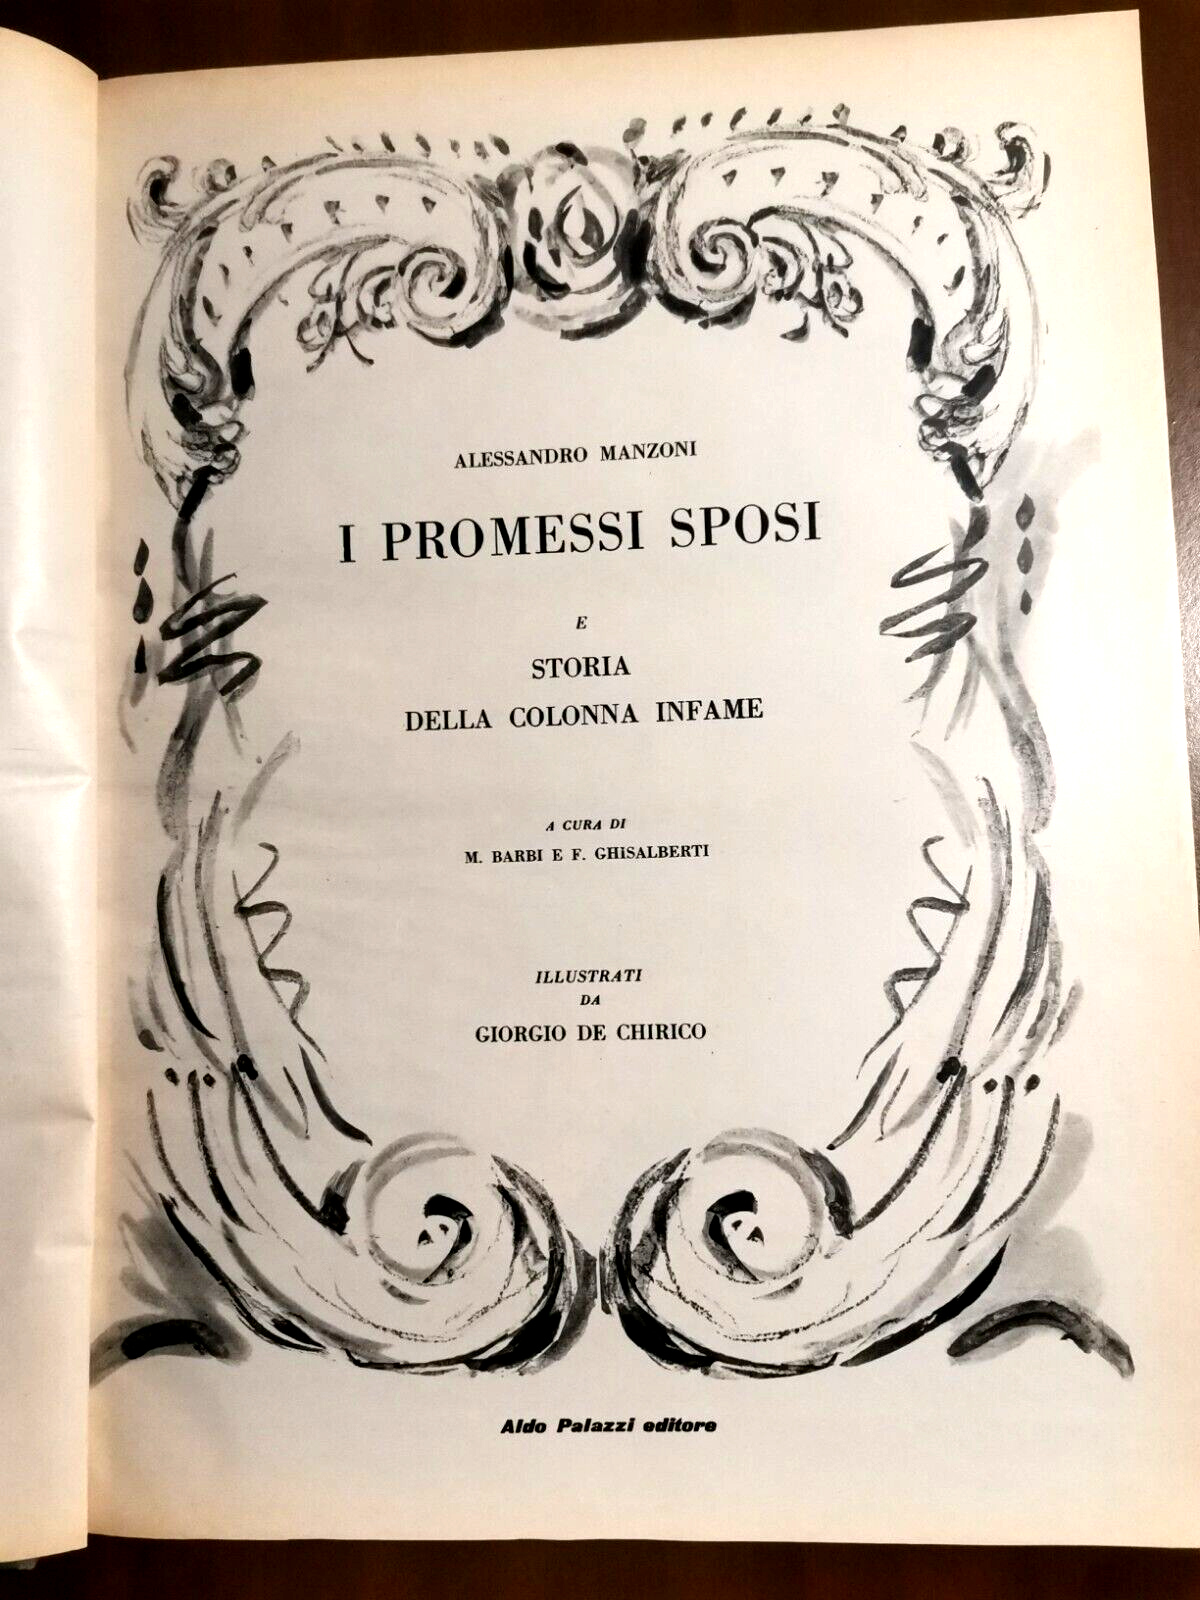 ALESSANDRO MANZONI
I PROMESSI SPOSI
E
STORIA
DELLA COLONNA INFAME
A CURA DI
M. BARBI E F. GHISALBERTI
ILLUSTRATI
DA
GIORGIO DE CHIRICO
Aldo Palazzi editore